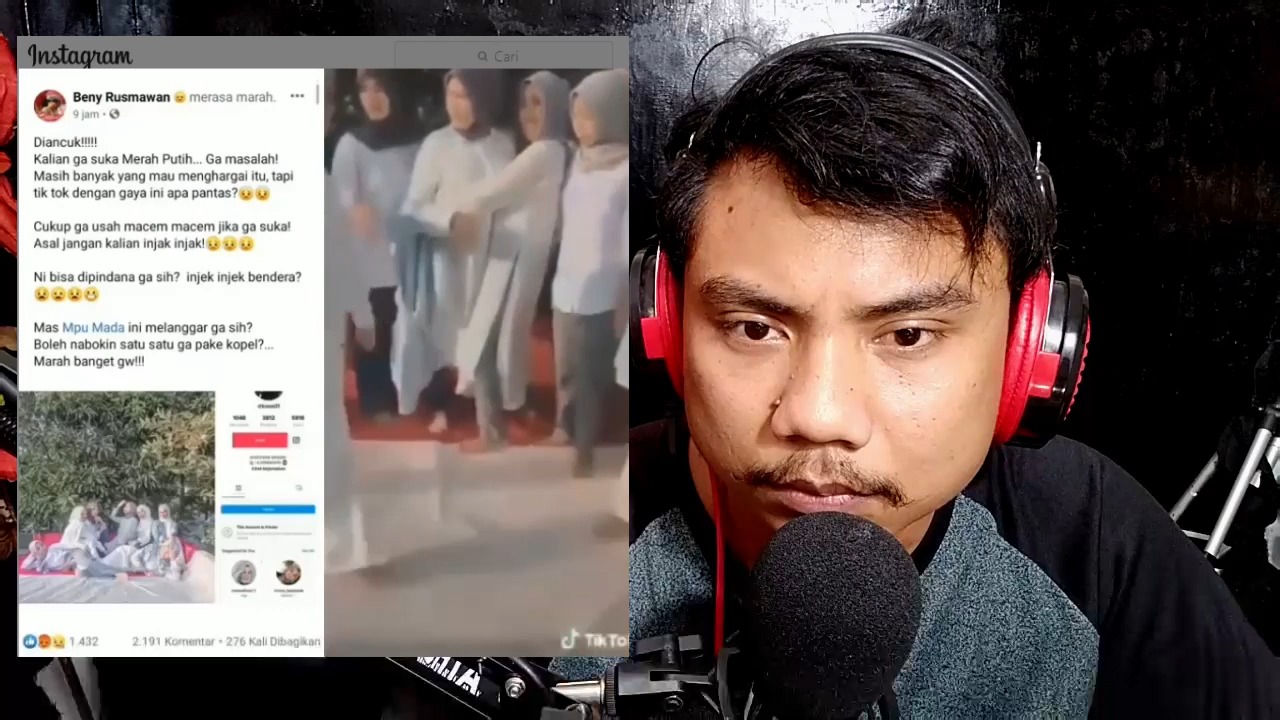 Instagram
Cari
Beny Rusmawan 😑 merasa marah.
9 jam
Diancuk!!!!!
Kalian ga suka Merah Putih... Ga masalah!
Masih banyak yang mau menghargai itu, tapi
tik tok dengan gaya ini apa pantas?😣😣
Cukup ga usah macem macem jika ga suka!
Asal jangan kalian injak injak!😣😣😣
Ni bisa dipindana ga sih?  injek injek bendera?
😧😦😧😬
Mas Mpu Mada ini melanggar ga sih?
Boleh nabokin satu satu ga pake kopel?...
Marah banget gw!!!
1.432
2.191 Komentar • 276 Kali Dibagikan
TikTo